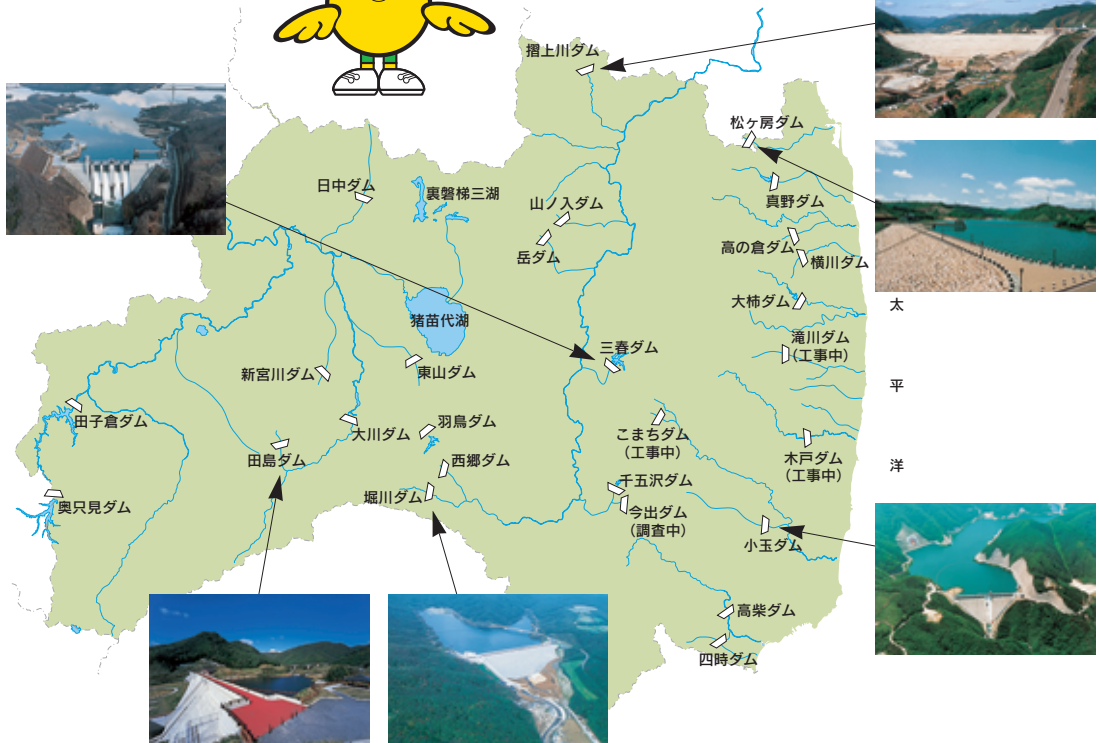 摺上川ダム
松ヶ房ダム
日中ダム
裏磐梯三湖
山ノ入ダム
真野ダム
岳ダム
高の倉ダム
横川ダム
大柿ダム
太
猪苗代湖
滝川ダム
（工事中）
三春ダム
新宮川ダム
東山ダム
平
田子倉ダム
大川ダム
羽鳥ダム
こまちダム
（工事中）
田島ダム
西郷ダム
木戸ダム
（工事中）
洋
千五沢ダム
堀川ダム
奥只見ダム
今出ダム
（調査中）
小玉ダム
高柴ダム
四時ダム